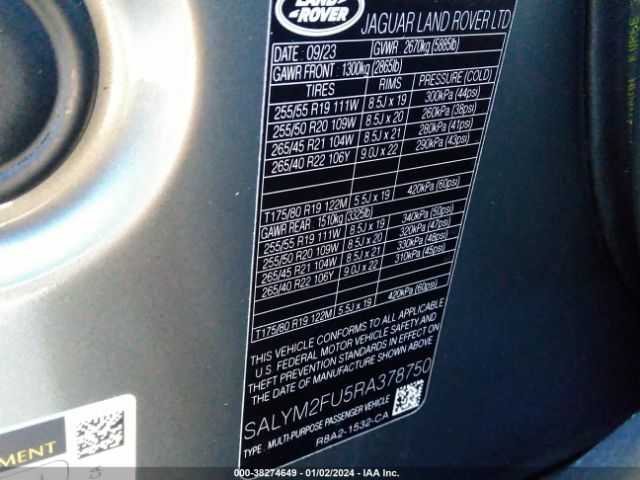 LAND
ROVER
JAGUAR LAND ROVER LTD
DATE : 09/23 GVWR : 2670kg (5885lb)
GAWR FRONT : 1300kg (2865lb)
TIRES RIMS PRESSURE (COLD)
255/55 R19 111W 8.5J x 19 300kPa (44psi)
255/50 R20 109W 8.5J x 20 260kPa (38psi)
265/45 R21 104W 8.5J x 21 280kPa (41psi)
265/40 R22 106Y 9.0J x 22 290kPa (43psi)
T175/80 R19 122M 5.5J x 19 420kPa (60psi)
GAWR REAR : 1510kg (3325lb)
255/55 R19 111W 8.5J x 19 340kPa (50psi)
255/50 R20 109W 8.5J x 20 320kPa (47psi)
265/45 R21 104W 8.5J x 21 330kPa (48psi)
265/40 R22 106Y 9.0J x 22 310kPa (45psi)
T175/80 R19 122M 5.5J x 19 420kPa (60psi)
THIS VEHICLE CONFORMS TO ALL APPLICABLE
U.S. FEDERAL MOTOR VEHICLE SAFETY AND
THEFT PREVENTION STANDARDS IN EFFECT ON
THE DATE OF MANUFACTURE SHOWN ABOVE
SALYM2FU5RA378750
TYPE : MULTI-PURPOSE PASSENGER VEHICLE
R8A2-1532-CA
EMENT
CA
000-38274649 - 01/02/2024 - IAA Inc.